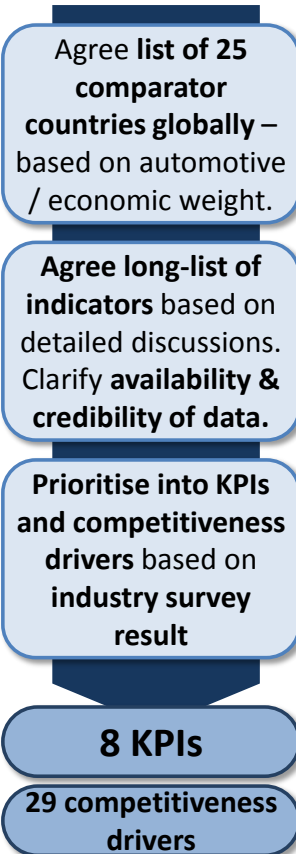 Agree list of 25
comparator
countries globally –
based on automotive
/ economic weight.
Agree long-list of
indicators based on
detailed discussions.
Clarify availability &
credibility of data.
Prioritise into KPIs
and competitiveness
drivers based on
industry survey
result
8 KPIs
29 competitiveness
drivers